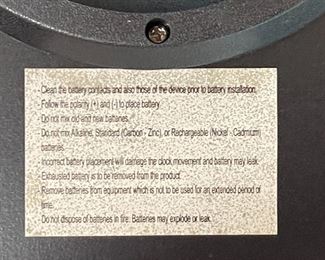 - Clean the battery contacts and also those of the device prior to battery installation.
- Follow the polarity (+) and (-) to place battery.
- Do not mix old and new batteries.
- Do not mix Alkaline, Standard (Carbon - Zinc), or Rechargeable (Nickel - Cadmium)
batteries.
- Incorrect battery placement will damage the clock movement and battery may leak.
- Exhausted battery is to be removed from the product.
- Remove batteries from equipment which is not to be used for an extended period of
time.
- Do not dispose of batteries in fire. Batteries may explode or leak.